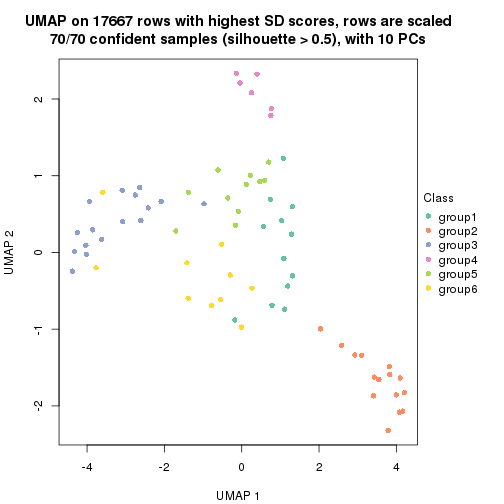 UMAP on 17667 rows with highest SD scores, rows are scaled
70/70 confident samples (silhouette > 0.5), with 10 PCs
2
1
0
-1
-2
UMAP 2
-4
-2
0
2
4
UMAP 1
Class
group1
group2
group3
group4
group5
group6